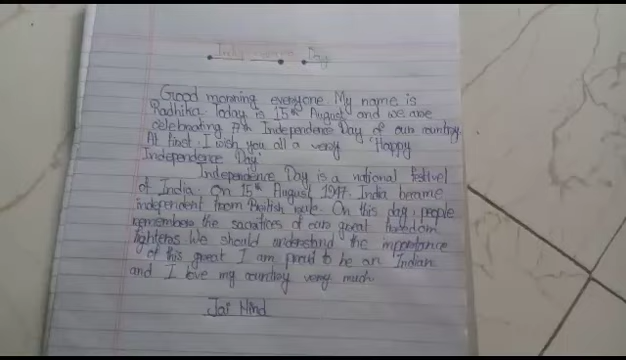 Independence Day
Good morning everyone My name is
Radhika. Today is 15th August and we are
celebrating 77th Independence Day of our country.
At first, I wish you all a very "Happy
Independence Day"
Independence Day is a national festivel
of India. On 15th August 1947. India became
independent from British rule. On this day, people
remembers the sacrifices of ours great freedom
fighters We should understand the importance
of this great I am proud to be an Indian
and I love my country very much
Jai Hind